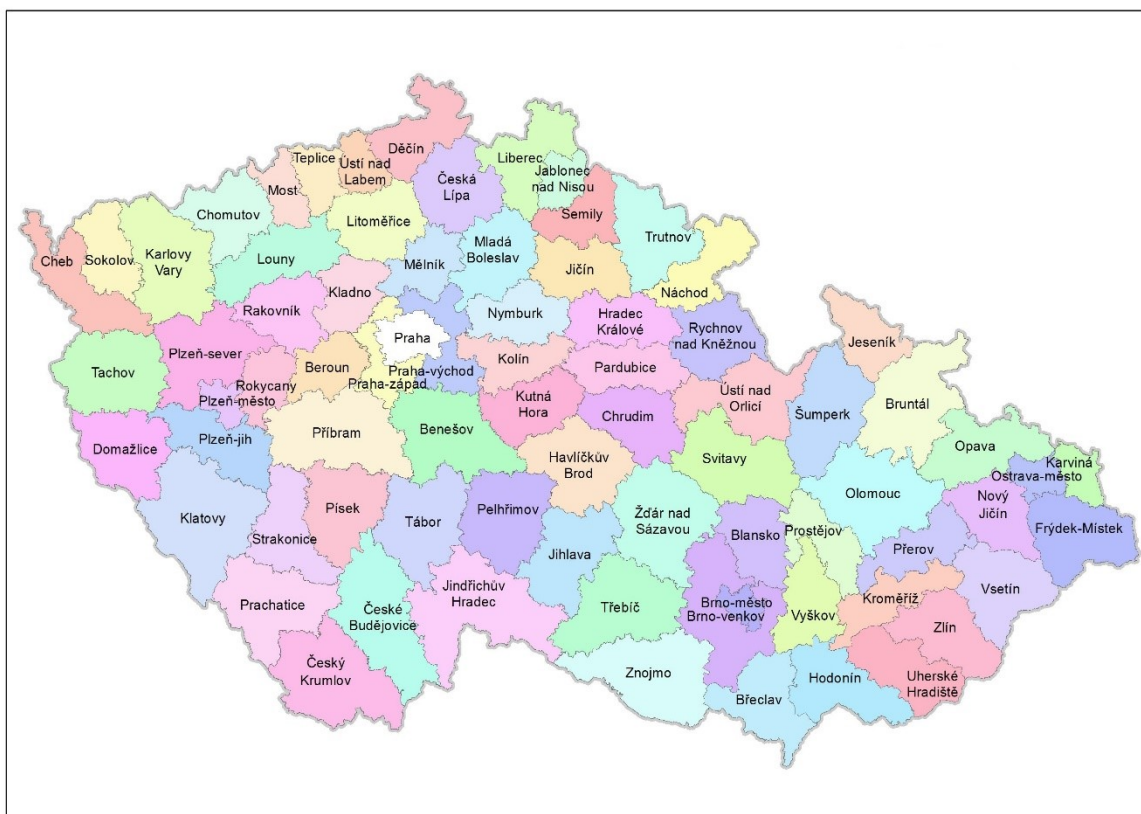 Děčín
Teplice
Ústí nad
Labem
Liberec
Jablonec
nad Nisou
Most
Česká
Lípa
Chomutov
Litoměřice
Semily
Trutnov
Mladá
Boleslav
Cheb
Sokolov
Karlovy
Vary
Louny
Mělník
Jičín
Kladno
Náchod
Rakovník
Nymburk
Hradec
Králové
Rychnov
nad Kněžnou
Praha
Jeseník
Plzeň-sever
Tachov
Rokycany
Beroun
Praha-východ
Praha-západ
Kolín
Pardubice
Plzeň-město
Kutná
Hora
Chrudim
Ústí nad
Orlicí
Šumperk
Bruntál
Domažlice
Plzeň-jih
Příbram
Benešov
Havlíčkův
Brod
Svitavy
Opava
Karviná
Ostrava-město
Klatovy
Písek
Strakonice
Tábor
Pelhřimov
Žďár nad
Sázavou
Olomouc
Nový
Jičín
Frýdek-Místek
Jihlava
Blansko
Prostějov
Přerov
Prachatice
České
Budějovice
Jindřichův
Hradec
Třebíč
Brno-město
Brno-venkov
Vyškov
Kroměříž
Vsetín
Zlín
Český
Krumlov
Znojmo
Břeclav
Hodonín
Uherské
Hradiště